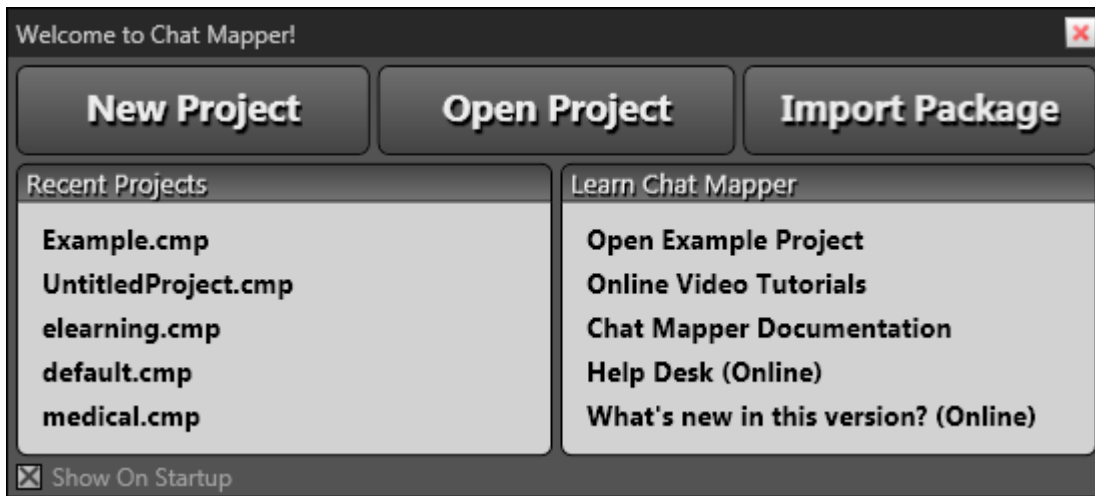 Welcome to Chat Mapper!
New Project
Open Project
Import Package
Recent Projects
Example.cmp
UntitledProject.cmp
elearning.cmp
default.cmp
medical.cmp
Learn Chat Mapper
Open Example Project
Online Video Tutorials
Chat Mapper Documentation
Help Desk (Online)
What's new in this version? (Online)
Show On Startup